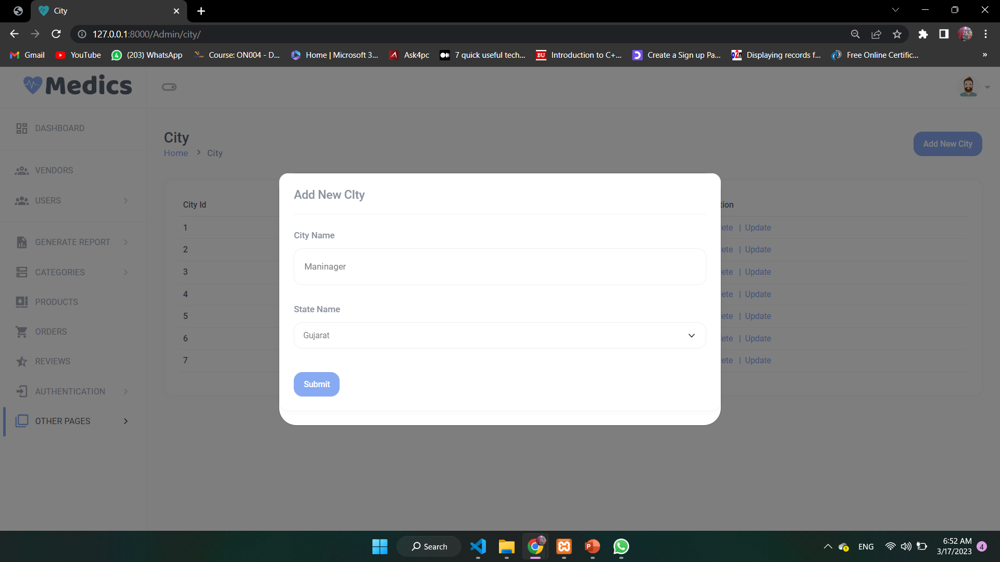 City
127.0.0.1:8000/Admin/city/
Gmail
YouTube
(203) WhatsApp
Course: ON004 - D...
Home | Microsoft 3...
Ask4pc
7 quick useful tech...
Introduction to C+...
Create a Sign up Pa...
Displaying records f...
Free Online Certific...
»
Medics
DASHBOARD
VENDORS
USERS
GENERATE REPORT
CATEGORIES
PRODUCTS
ORDERS
REVIEWS
AUTHENTICATION
OTHER PAGES
City
Home > City
Add New City
City Id
tion
1
ete | Update
2
ete | Update
3
ete | Update
4
ete | Update
5
ete | Update
6
ete | Update
7
ete | Update
Add New CIty
City Name
Maninager
State Name
Gujarat
Submit
Search
ENG
6:52 AM
3/17/2023
4